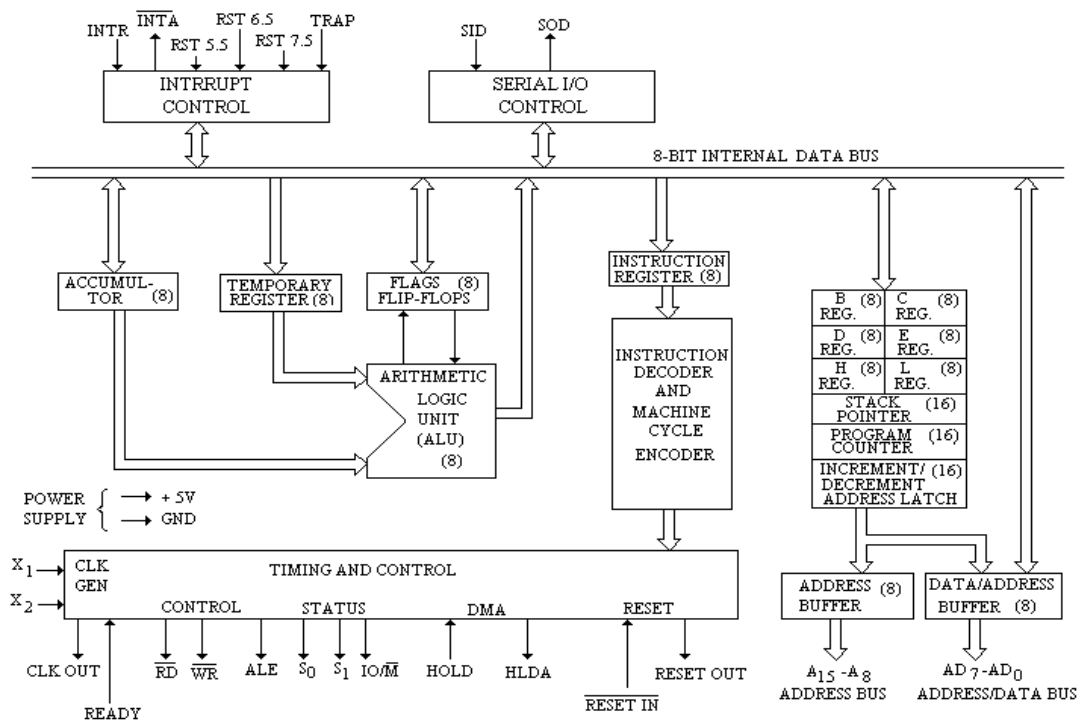 INTR
INTA
RST 5.5
RST 6.5
RST 7.5
TRAP
SID
SOD
INTRRUPT
CONTROL
SERIAL I/O
CONTROL
8-BIT INTERNAL DATA BUS
ACCUMUL-
TOR (8)
TEMPORARY
REGISTER (8)
FLAGS (8)
FLIP-FLOPS
INSTRUCTION
REGISTER (8)
B (8)
REG.
C (8)
REG.
D (8)
REG.
E (8)
REG.
H (8)
REG.
L (8)
REG.
STACK (16)
POINTER
PROGRAM (16)
COUNTER
INCREMENT/ (16)
DECREMENT
ADDRESS LATCH
ARITHMETIC
LOGIC
UNIT
(ALU)
(8)
INSTRUCTION
DECODER
AND
MACHINE
CYCLE
ENCODER
POWER
SUPPLY
+ 5V
GND
X1
X2
CLK
GEN
TIMING AND CONTROL
CONTROL
STATUS
DMA
RESET
ADDRESS (8)
BUFFER
DATA/ADDRESS
BUFFER (8)
CLK OUT
READY
RD
WR
ALE
S0
S1
IO/M
HOLD
HLDA
RESET IN
RESET OUT
A15 -A8
ADDRESS BUS
AD7 -AD0
ADDRESS/DATA BUS